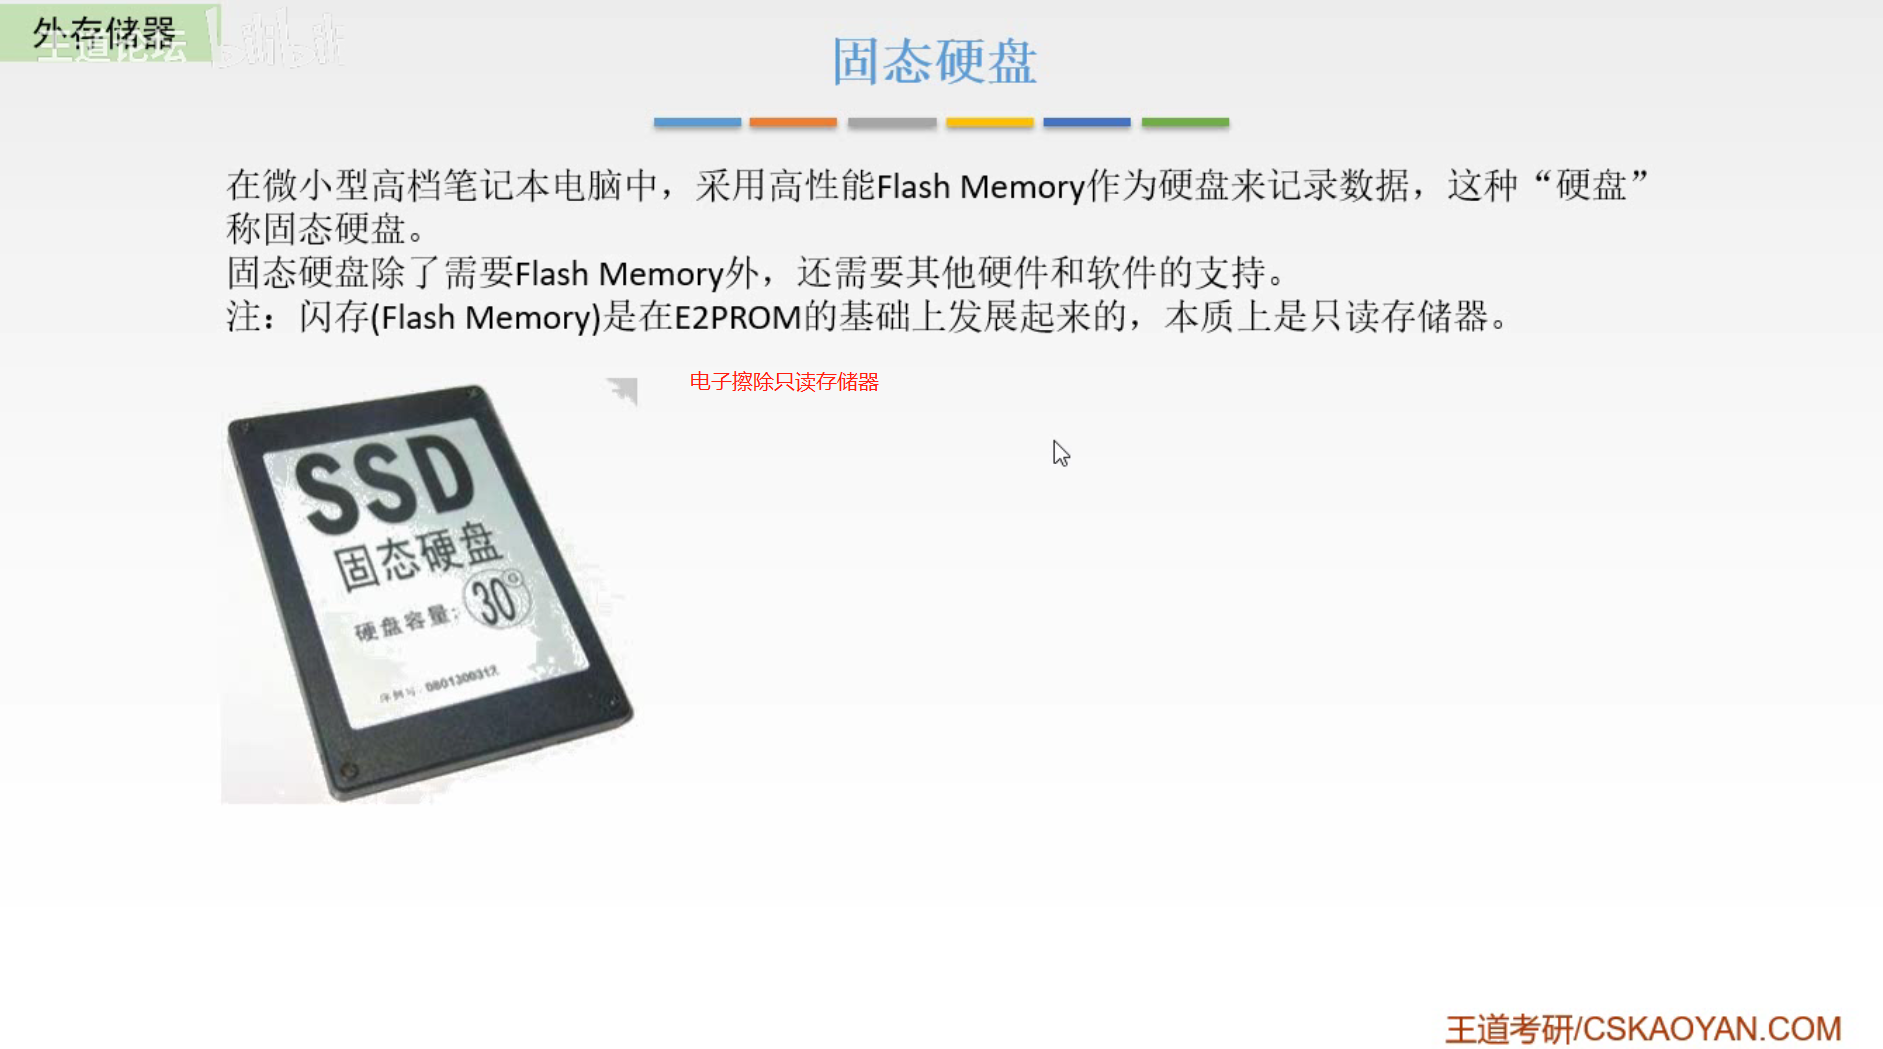 外存储器
王道论坛 bilibili
固态硬盘
在微小型高档笔记本电脑中，采用高性能Flash Memory作为硬盘来记录数据，这种“硬盘”
称固态硬盘。
固态硬盘除了需要Flash Memory外，还需要其他硬件和软件的支持。
注：闪存(Flash Memory)是在E2PROM的基础上发展起来的，本质上是只读存储器。
电子擦除只读存储器
SSD
固态硬盘
硬盘容量：30G
王道考研/CSKAOYAN.COM